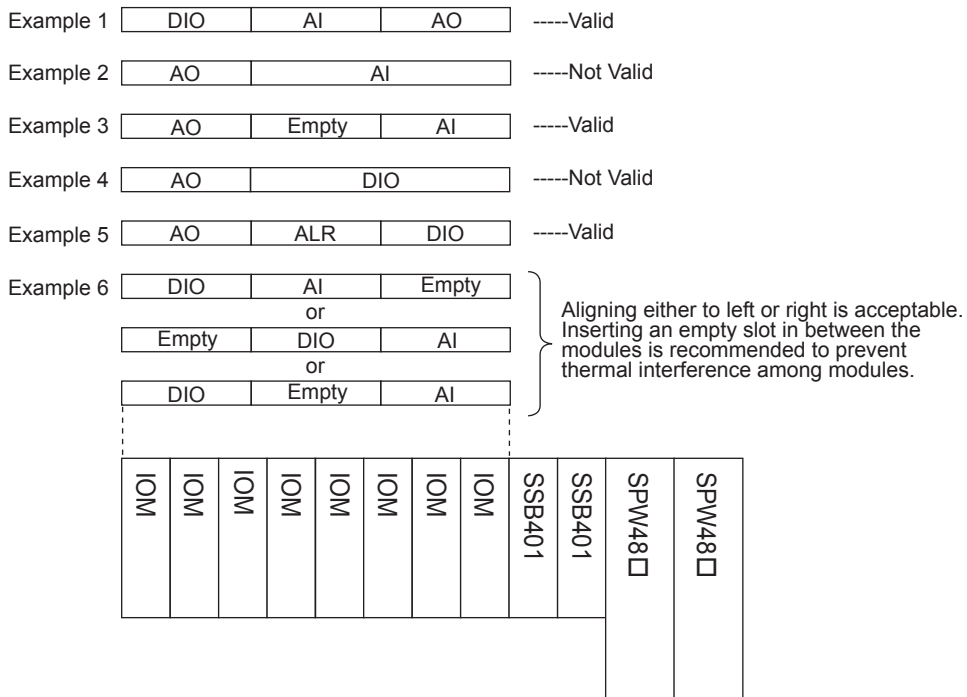 Example 1 DIO AI AO -----Valid
Example 2 AO AI -----Not Valid
Example 3 AO Empty AI -----Valid
Example 4 AO DIO -----Not Valid
Example 5 AO ALR DIO -----Valid
Example 6 DIO AI Empty
or
Empty DIO AI
or
DIO Empty AI
Aligning either to left or right is acceptable.
Inserting an empty slot in between the
modules is recommended to prevent
thermal interference among modules.
IOM
IOM
IOM
IOM
IOM
IOM
IOM
IOM
SSB401
SSB401
SPW48□
SPW48□